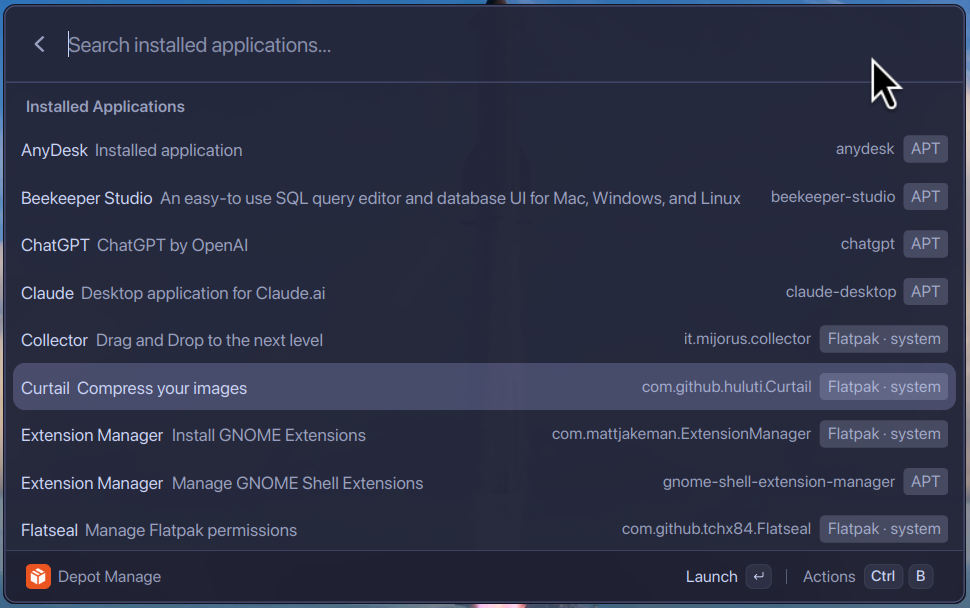 Search installed applications...
Installed Applications
AnyDesk Installed application anydesk APT
Beekeeper Studio An easy-to use SQL query editor and database UI for Mac, Windows, and Linux beekeeper-studio APT
ChatGPT ChatGPT by OpenAI chatgpt APT
Claude Desktop application for Claude.ai claude-desktop APT
Collector Drag and Drop to the next level it.mijorus.collector Flatpak · system
Curtail Compress your images com.github.huluti.Curtail Flatpak · system
Extension Manager Install GNOME Extensions com.mattjakeman.ExtensionManager Flatpak · system
Extension Manager Manage GNOME Shell Extensions gnome-shell-extension-manager APT
Flatseal Manage Flatpak permissions com.github.tchx84.Flatseal Flatpak · system
Depot Manage Launch ↵ | Actions Ctrl B